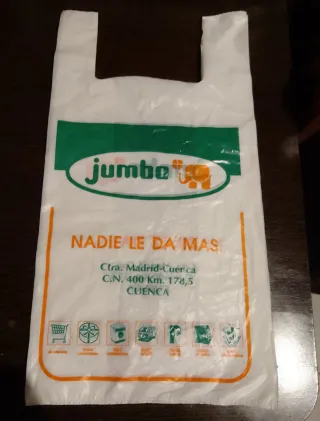 jumbo
NADIE LE DA MAS.
Ctra. Madrid-Cuenca
C.N. 400 Km. 178,5
CUENCA